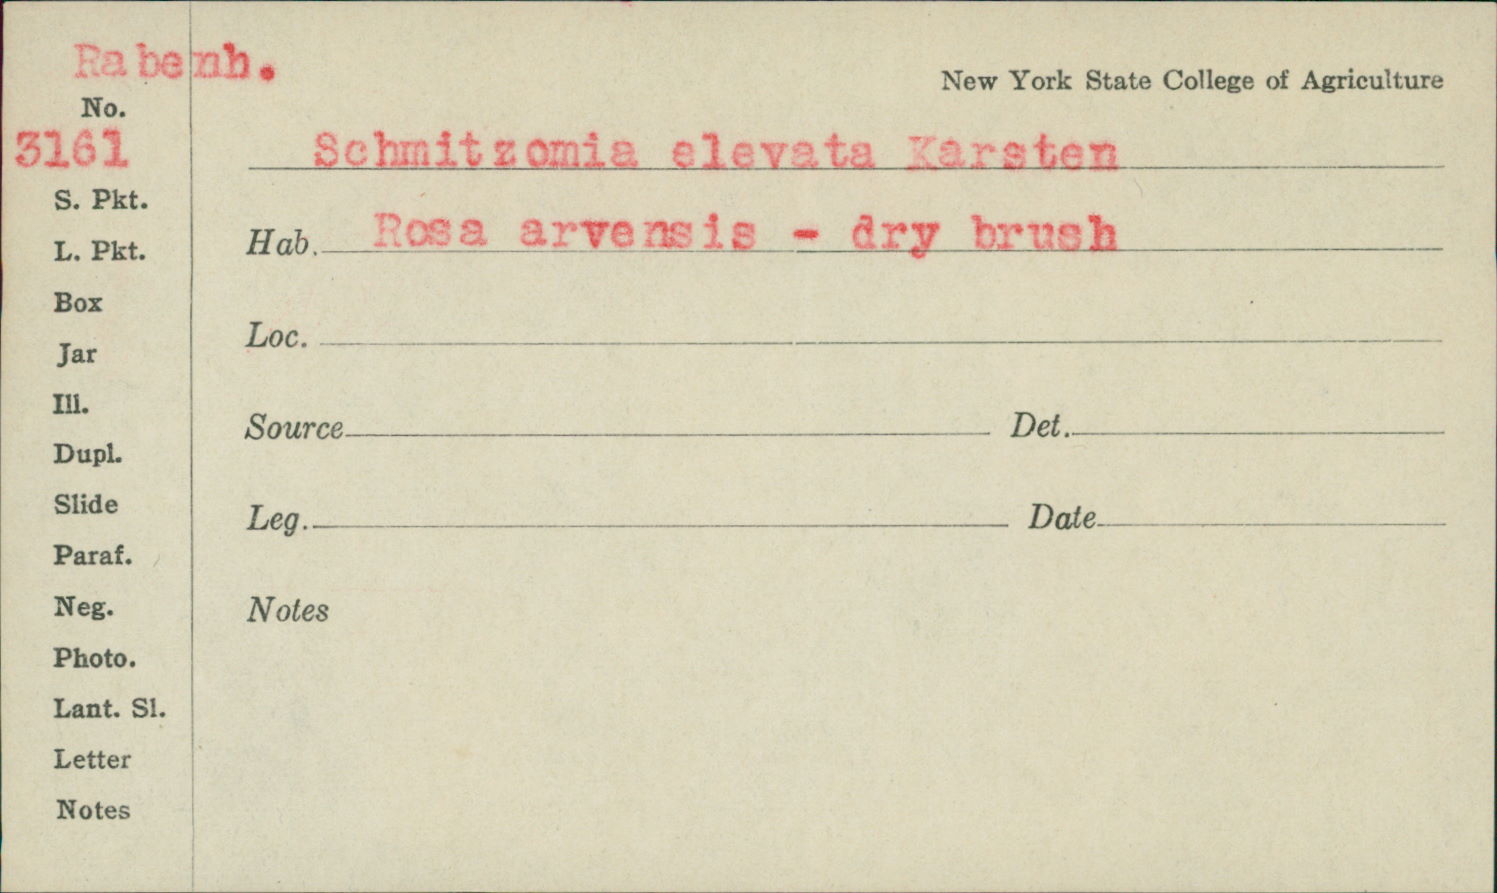 Rabenh.
New York State College of Agriculture
No.
3161
Schmitzomia elevata Karsten
S. Pkt.
Hab. Rosa arvensis - dry brush
L. Pkt.
Box
Loc.
Jar
Ill.
Source Det.
Dupl.
Slide
Leg. Date
Paraf.
Neg.
Notes
Photo.
Lant. Sl.
Letter
Notes